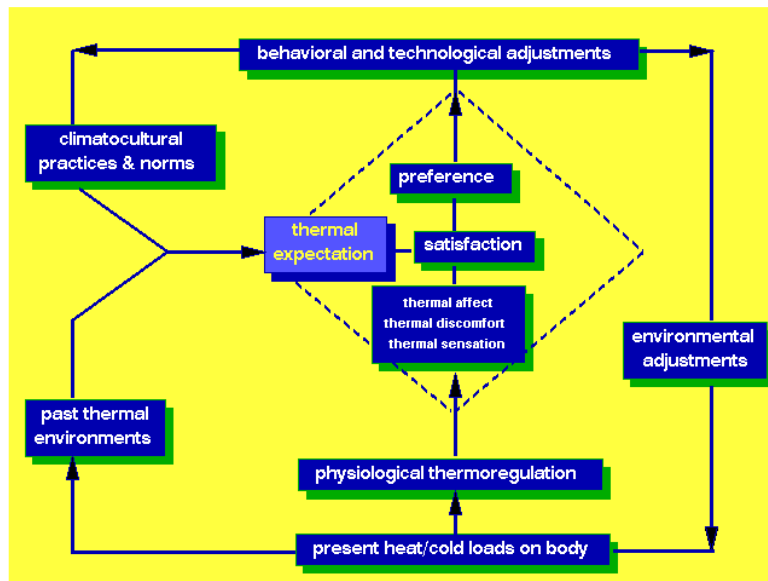 behavioral and technological adjustments
climatocultural
practices & norms
preference
thermal
expectation
satisfaction
thermal affect
thermal discomfort
thermal sensation
environmental
adjustments
past thermal
environments
physiological thermoregulation
present heat/cold loads on body